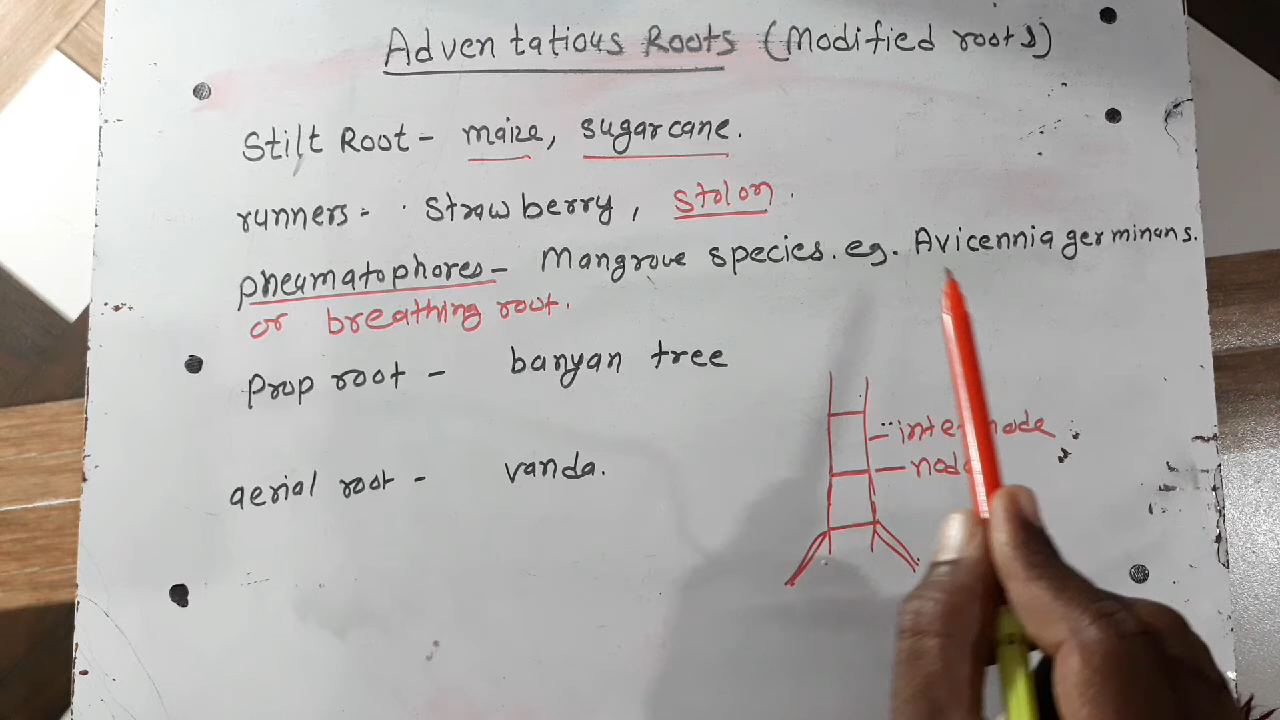 Adventatious Roots (Modified roots)
Stilt Root - maize, sugarcane.
runners - strawberry, stolon.
pneumatophores - Mangrove species. eg. Avicennia germinans.
or breathing root.
Prop root - banyan tree
internode
node
aerial root - vanda.